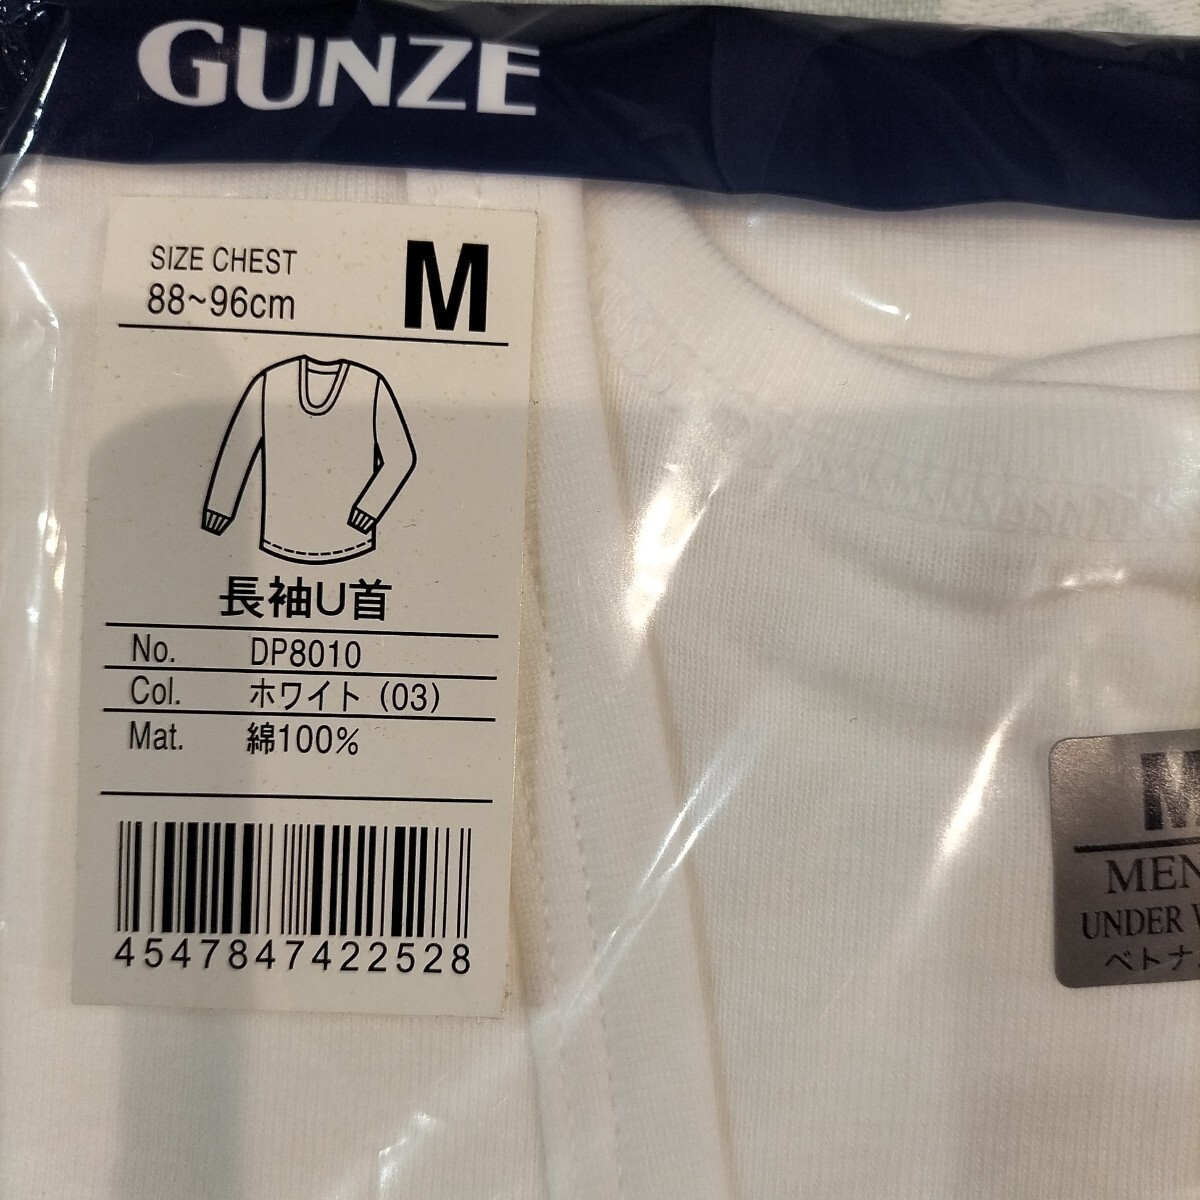 GUNZE
SIZE CHEST
88~96cm
M
長袖U首
No. DP8010
Col. ホワイト (03)
Mat. 綿100%
4547847422528
M
MEN
UNDER W
ベトナ